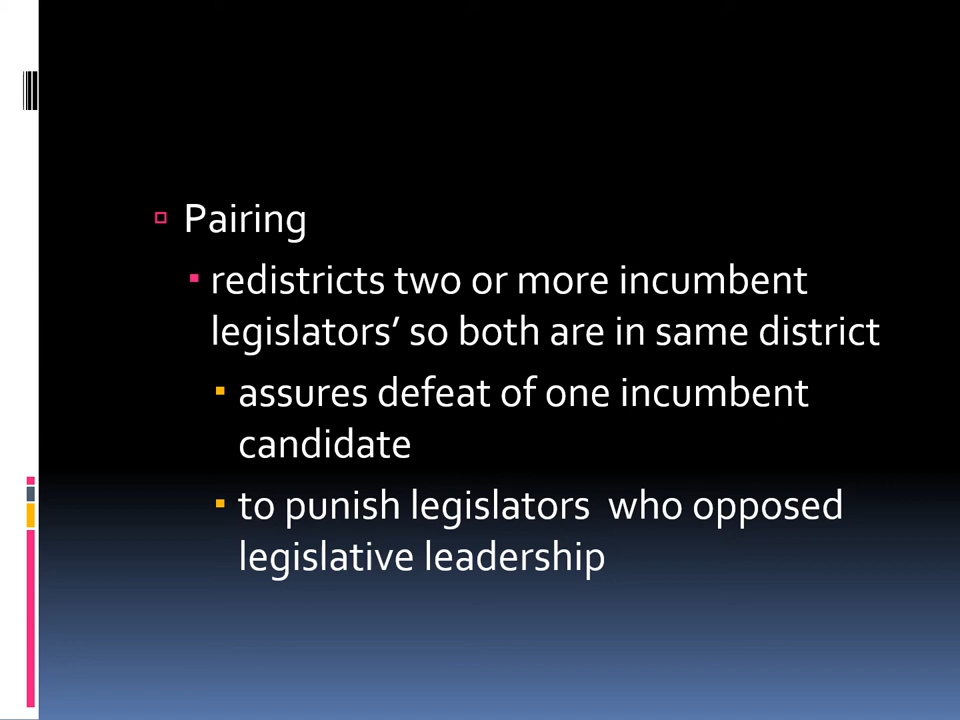 Pairing
redistricts two or more incumbent
legislators’ so both are in same district
assures defeat of one incumbent
candidate
to punish legislators  who opposed
legislative leadership